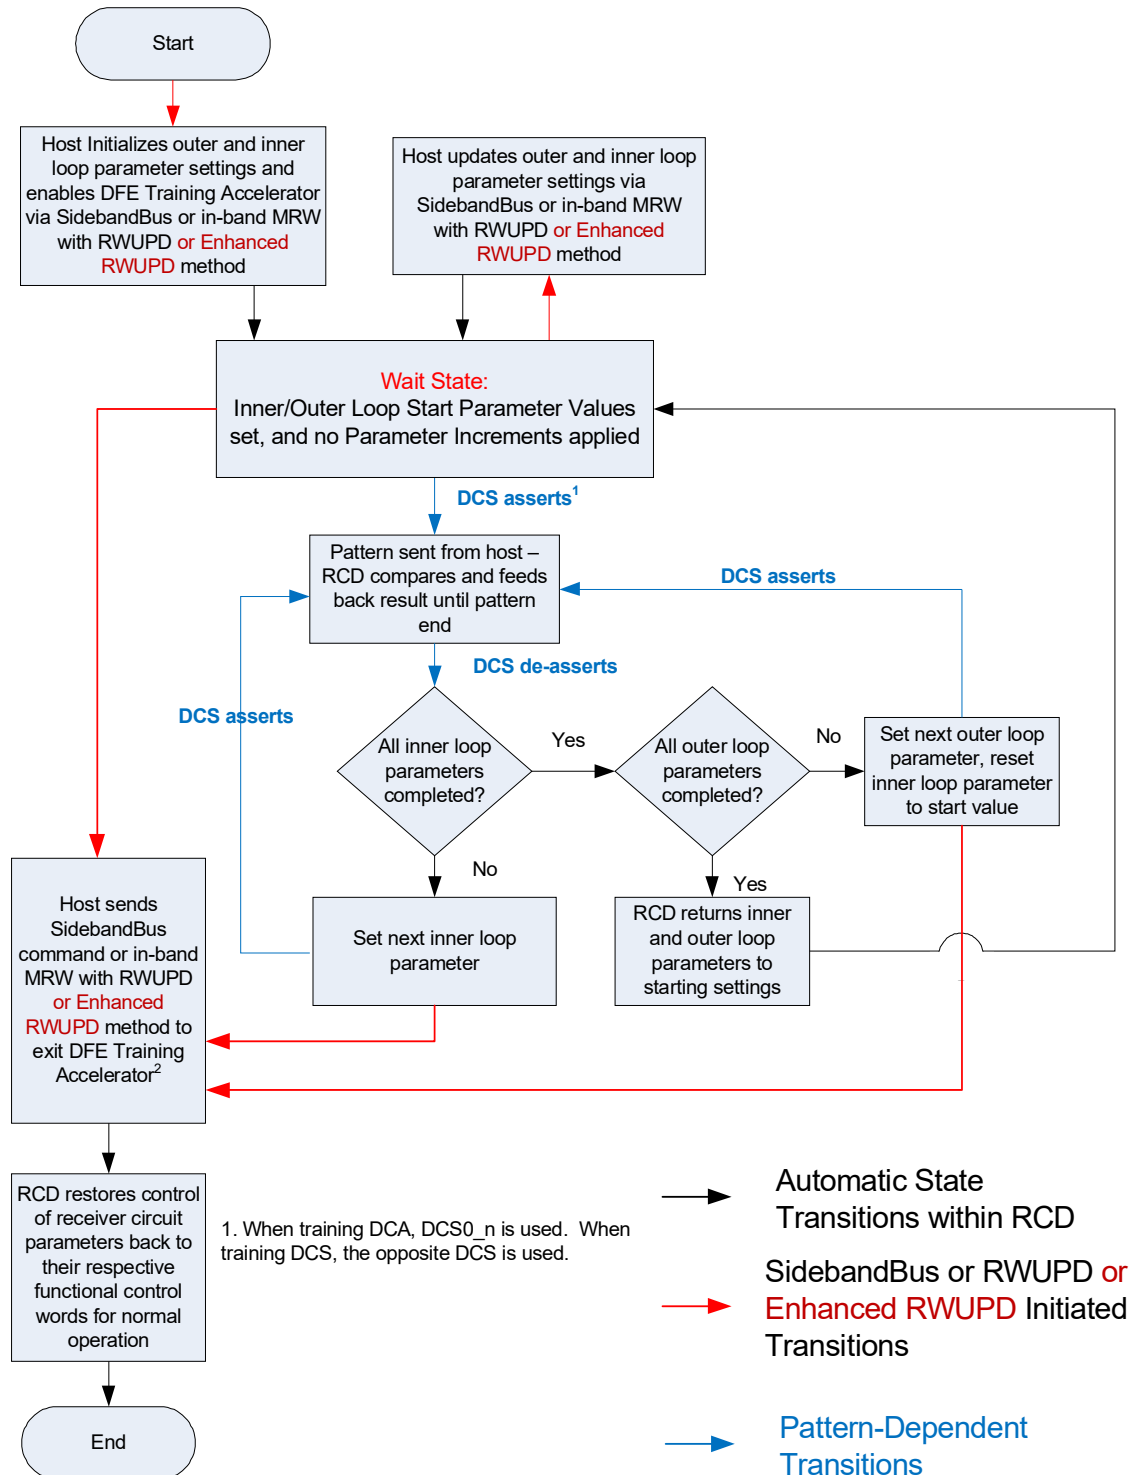 Start
Host Initializes outer and inner
loop parameter settings and
enables DFE Training Accelerator
via SidebandBus or in-band MRW
with RWUPD or Enhanced
RWUPD method
Host updates outer and inner loop
parameter settings via
SidebandBus or in-band MRW
with RWUPD or Enhanced
RWUPD method
Wait State:
Inner/Outer Loop Start Parameter Values
set, and no Parameter Increments applied
DCS asserts1
Pattern sent from host –
RCD compares and feeds
back result until pattern
end
DCS asserts
DCS de-asserts
DCS asserts
All inner loop
parameters
completed?
Yes
All outer loop
parameters
completed?
No
Set next outer loop
parameter, reset
inner loop parameter
to start value
No
Yes
Host sends
SidebandBus
command or in-band
MRW with RWUPD
or Enhanced
RWUPD method to
exit DFE Training
Accelerator2
Set next inner loop
parameter
RCD returns inner
and outer loop
parameters to
starting settings
RCD restores control
of receiver circuit
parameters back to
their respective
functional control
words for normal
operation
1. When training DCA, DCS0_n is used.  When
training DCS, the opposite DCS is used.
Automatic State
Transitions within RCD
SidebandBus or RWUPD or
Enhanced RWUPD Initiated
Transitions
End
Pattern-Dependent
Transitions